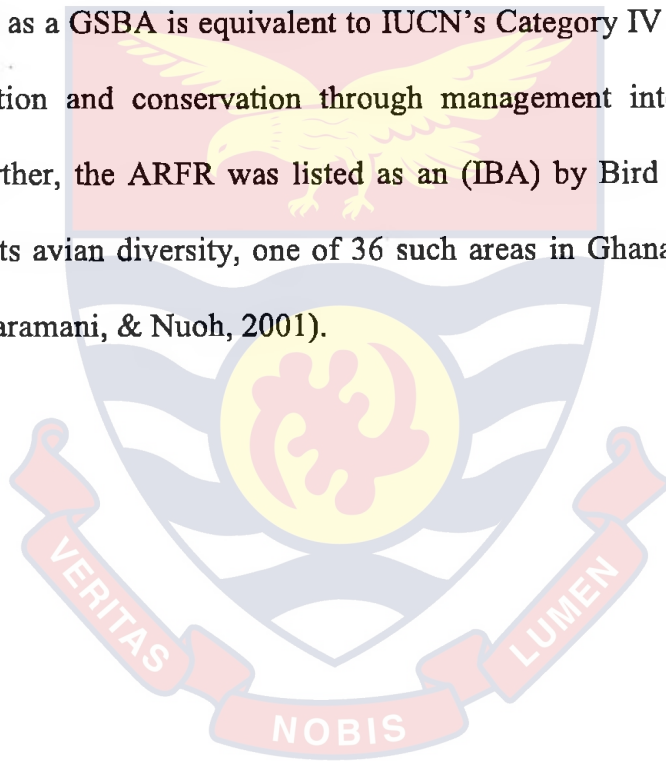 as a GSBA is equivalent to IUCN's Category IV
tion and conservation through management int
rther, the ARFR was listed as an (IBA) by Bird
ts avian diversity, one of 36 such areas in Ghana
aramani, & Nuoh, 2001).
VERITAS
NOBIS
LUMEN